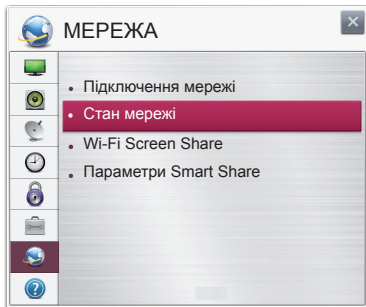 МЕРЕЖА
Підключення мережі
Стан мережі
Wi-Fi Screen Share
Параметри Smart Share